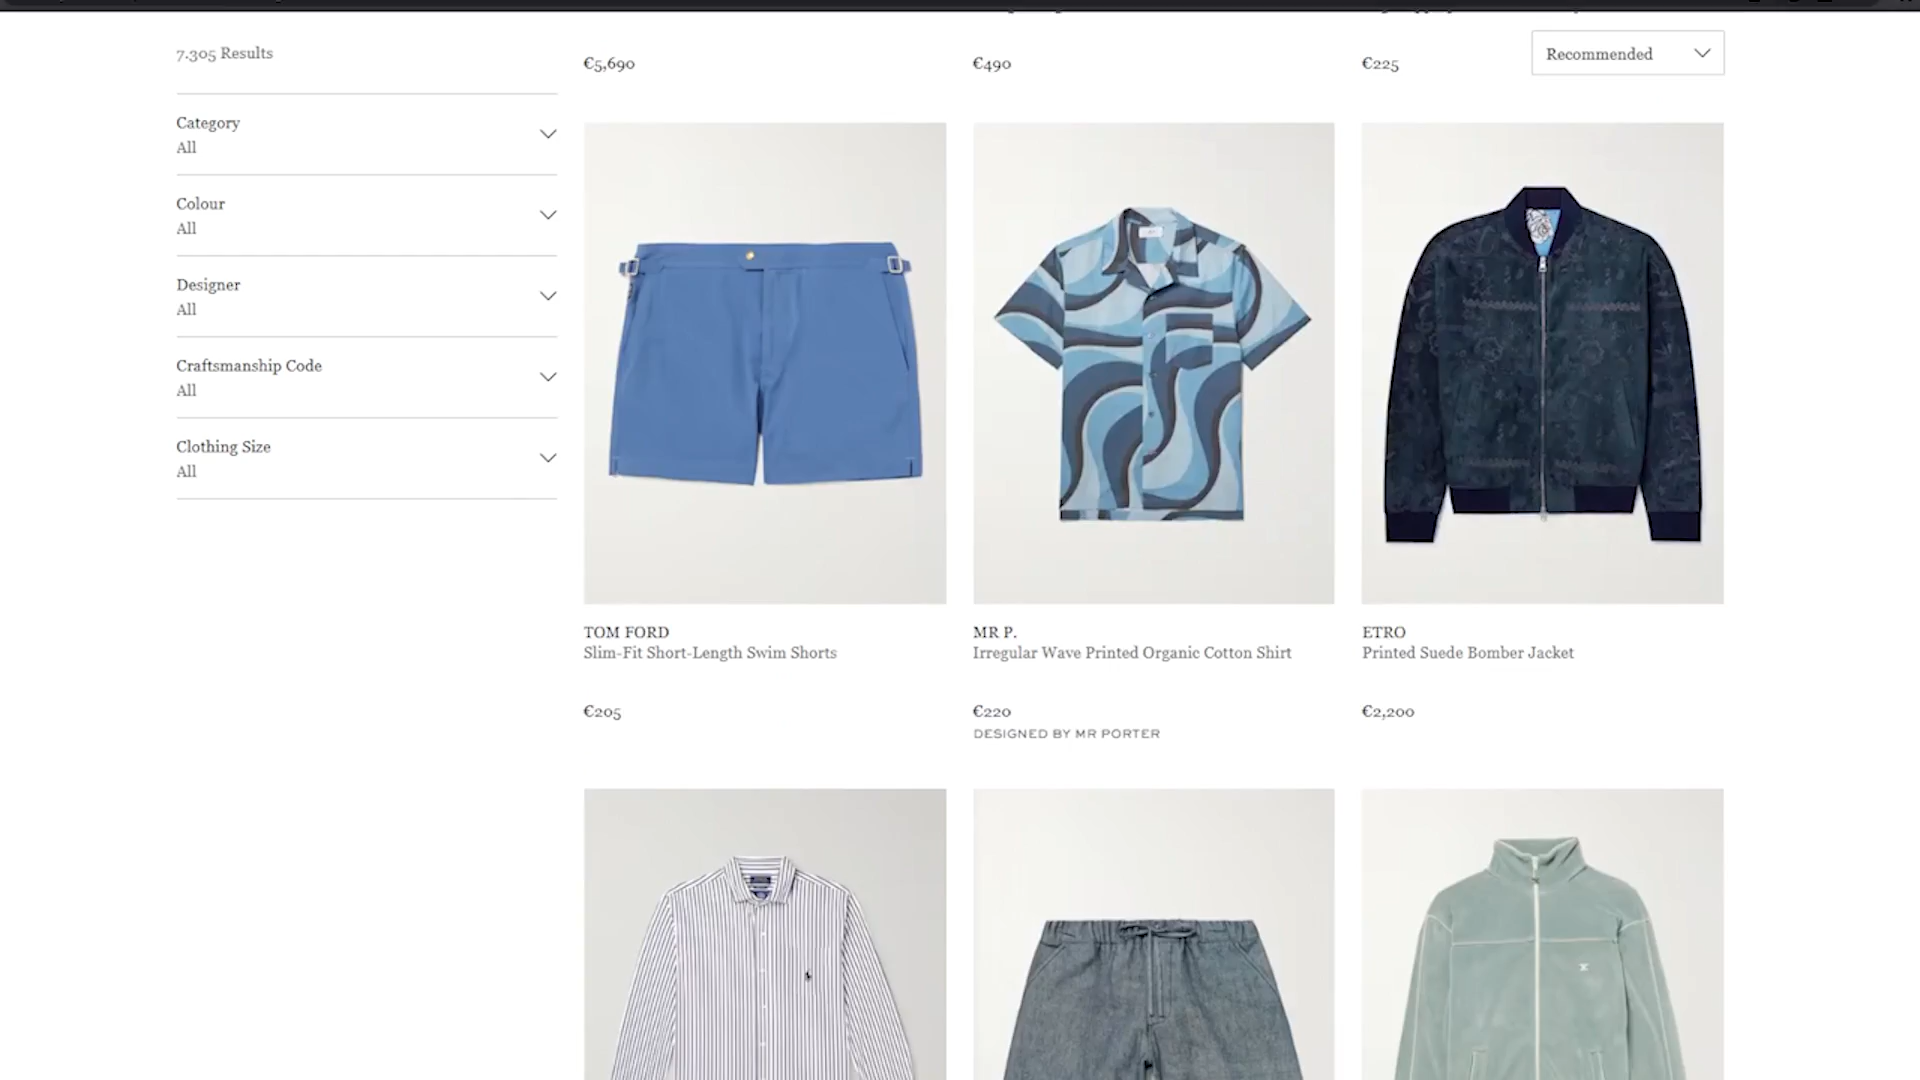 7.305 Results
€5,690
€490
€225
Recommended
Category
All
Colour
All
Designer
All
Craftsmanship Code
All
Clothing Size
All
TOM FORD
Slim-Fit Short-Length Swim Shorts
€205
MR P.
Irregular Wave Printed Organic Cotton Shirt
€220
DESIGNED BY MR PORTER
ETRO
Printed Suede Bomber Jacket
€2,200